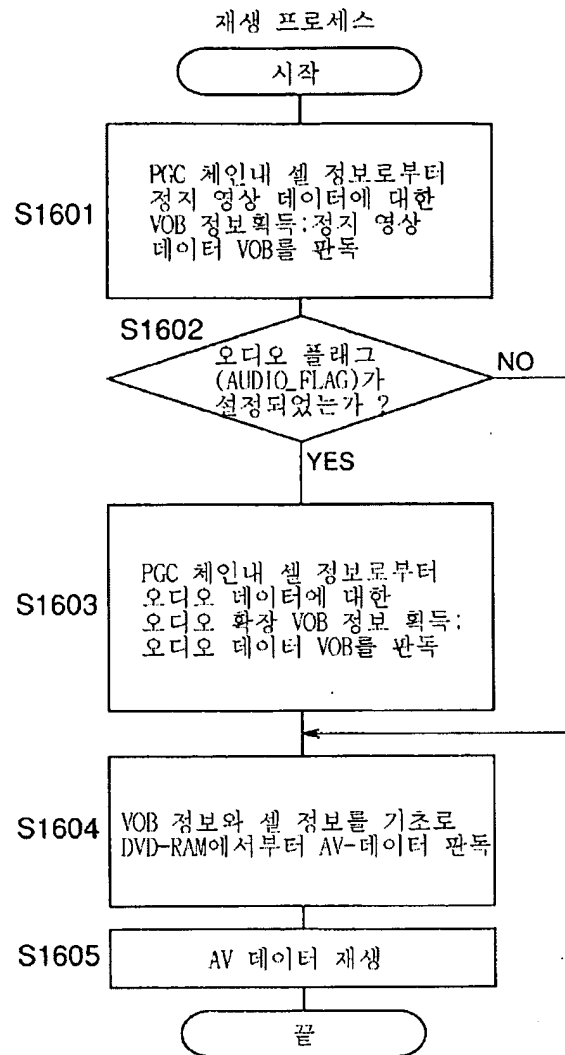 재생 프로세스
시작
S1601
PGC 체인내 셀 정보로부터
정지 영상 데이터에 대한
VOB 정보획득:정지 영상
데이터 VOB를 판독
S1602
오디오 플래그
(AUDIO_FLAG)가
설정되었는가 ?
NO
YES
S1603
PGC 체인내 셀 정보로부터
오디오 데이터에 대한
오디오 확장 VOB 정보 획득:
오디오 데이터 VOB를 판독
S1604
VOB 정보와 셀 정보를 기초로
DVD-RAM에서부터 AV-데이터 판독
S1605
AV 데이터 재생
끝